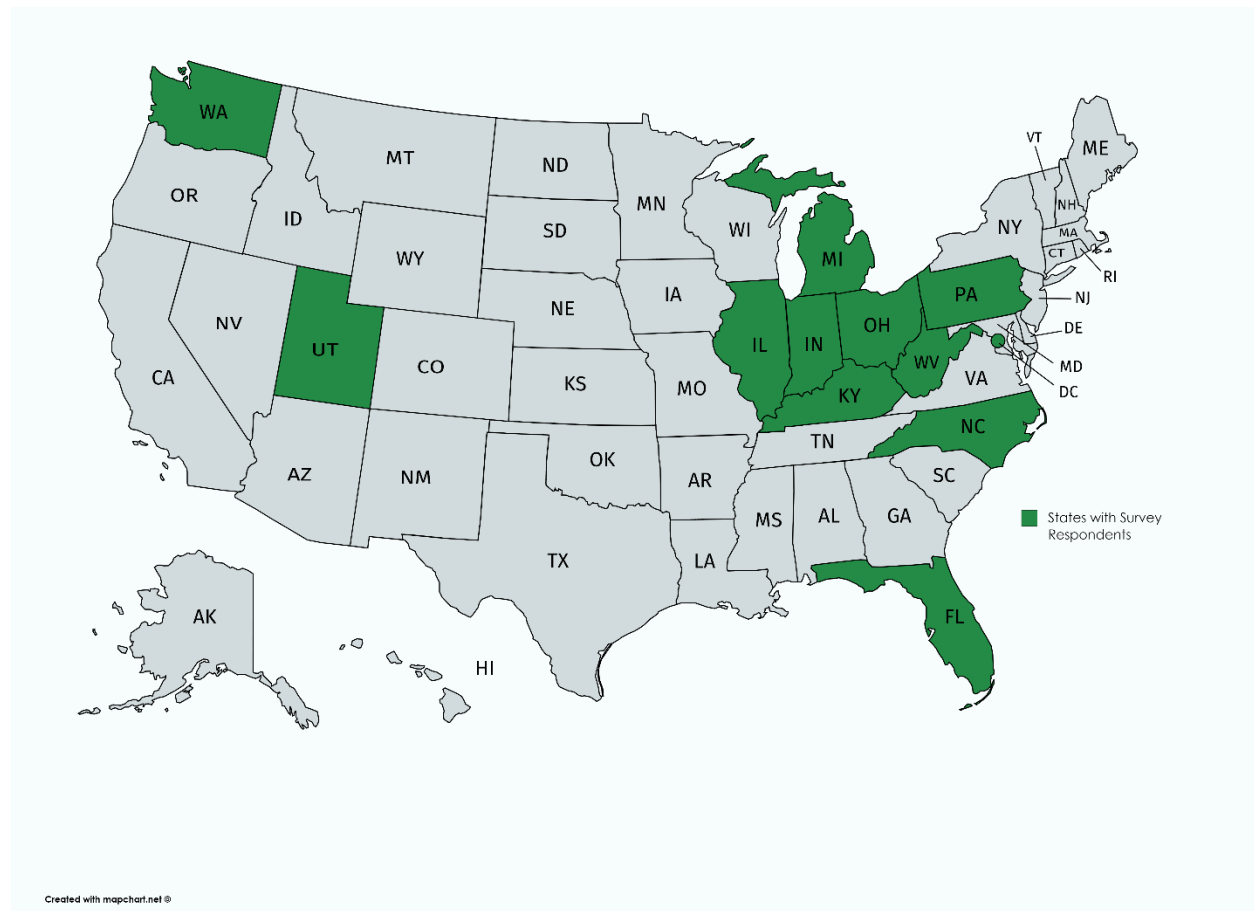 WA
MT
ND
MN
VT
ME
OR
ID
SD
WI
NY
NH
MA
CT
RI
WY
MI
IA
PA
NJ
NE
NV
UT
CO
IL
IN
OH
DE
CA
KS
MO
WV
KY
VA
MD
DC
NC
TN
AZ
NM
OK
AR
SC
MS
AL
GA
TX
LA
States with Survey
Respondents
AK
HI
FL
Created with mapchart.net ©